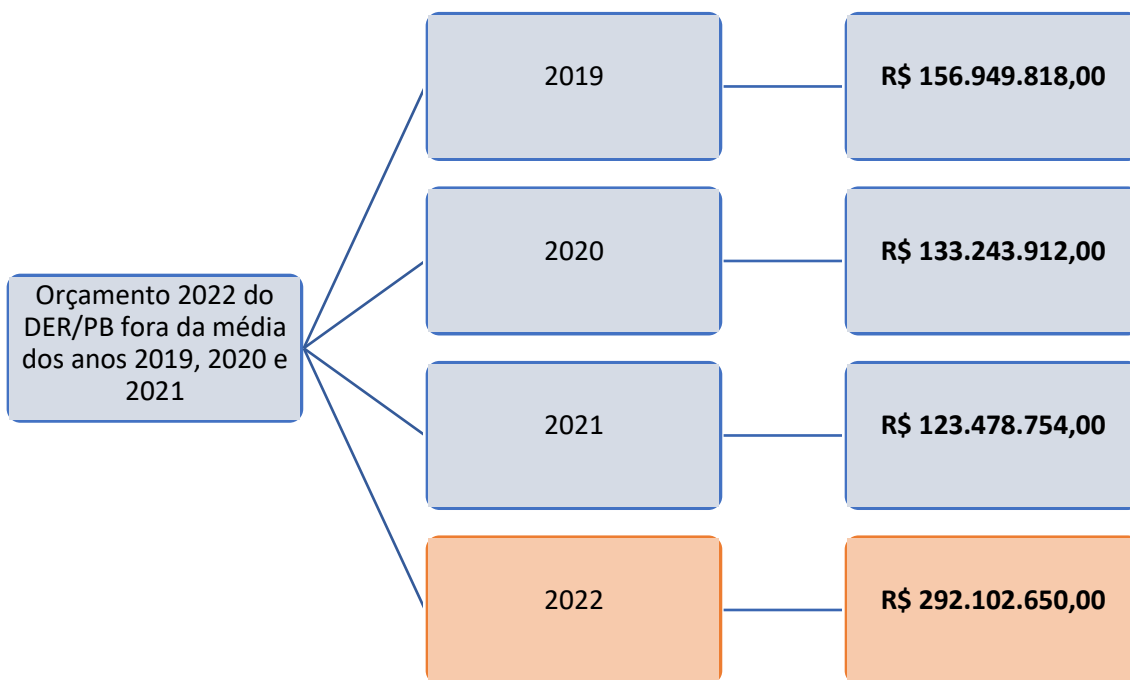 Orçamento 2022 do
DER/PB fora da média
dos anos 2019, 2020 e
2021
2019
R$ 156.949.818,00
2020
R$ 133.243.912,00
2021
R$ 123.478.754,00
2022
R$ 292.102.650,00